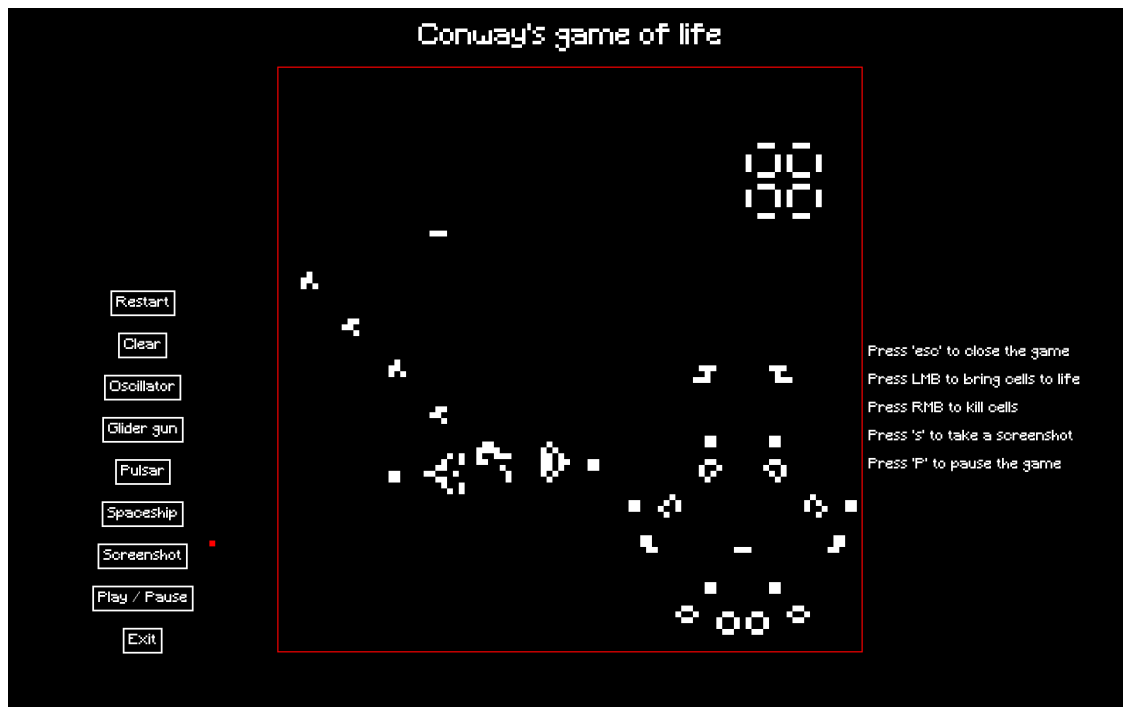 Conway's game of life
Restart
Clear
Oscillator
Glider gun
Pulsar
Spaceship
Screenshot
Play / Pause
Exit
Press 'esc' to close the game
Press LMB to bring cells to life
Press RMB to kill cells
Press 's' to take a screenshot
Press 'P' to pause the game